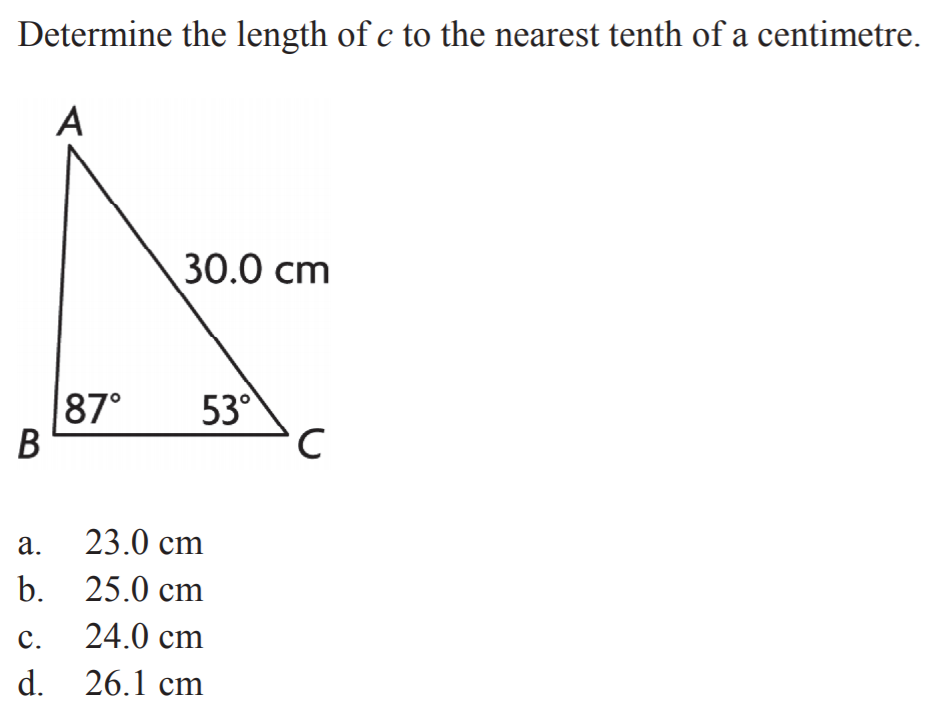 Determine the length of c to the nearest tenth of a centimetre.
A
30.0 cm
87° 53°
B C
a. 23.0 cm
b. 25.0 cm
c. 24.0 cm
d. 26.1 cm